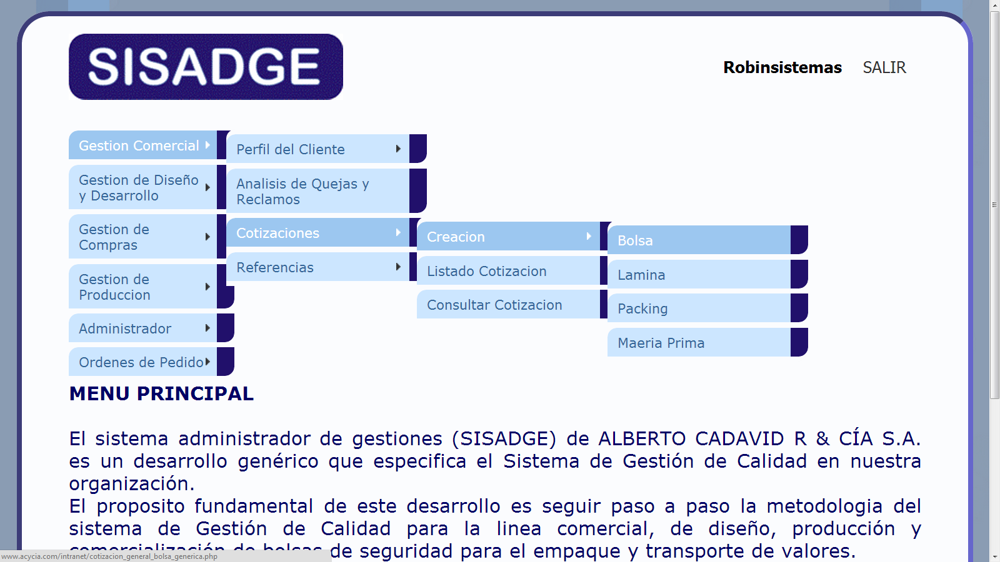 SISADGE
Robinsistemas SALIR
Gestion Comercial
Gestion de Diseño
y Desarrollo
Gestion de
Compras
Gestion de
Produccion
Administrador
Ordenes de Pedido
Perfil del Cliente
Analisis de Quejas y
Reclamos
Cotizaciones
Referencias
Creacion
Listado Cotizacion
Consultar Cotizacion
Bolsa
Lamina
Packing
Maeria Prima
MENU PRINCIPAL
El sistema administrador de gestiones (SISADGE) de ALBERTO CADAVID R & CÍA S.A.
es un desarrollo genérico que especifica el Sistema de Gestión de Calidad en nuestra
organización.
El proposito fundamental de este desarrollo es seguir paso a paso la metodologia del
sistema de Gestión de Calidad para la linea comercial, de diseño, producción y
comercialización de bolsas de seguridad para el empaque y transporte de valores.
www.acycia.com/intranet/cotizacion_general_bolsa_generica.php